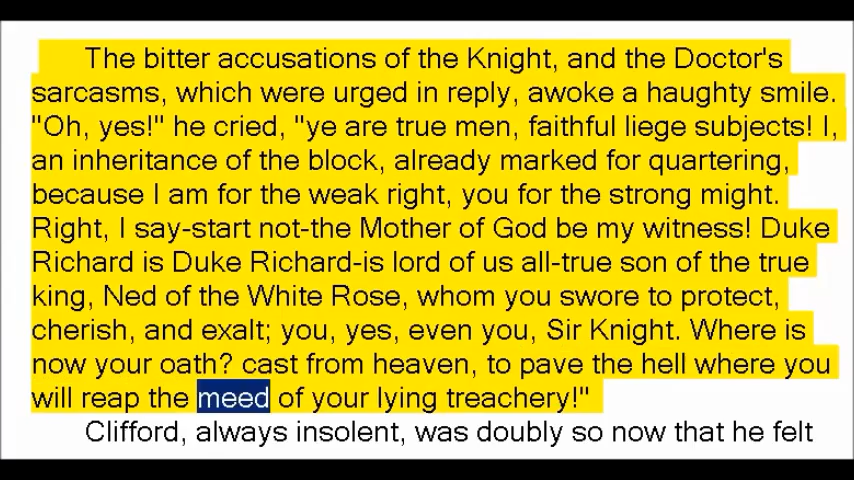 The bitter accusations of the Knight, and the Doctor's
sarcasms, which were urged in reply, awoke a haughty smile.
"Oh, yes!" he cried, "ye are true men, faithful liege subjects! I,
an inheritance of the block, already marked for quartering,
because I am for the weak right, you for the strong might.
Right, I say-start not-the Mother of God be my witness! Duke
Richard is Duke Richard-is lord of us all-true son of the true
king, Ned of the White Rose, whom you swore to protect,
cherish, and exalt; you, yes, even you, Sir Knight. Where is
now your oath? cast from heaven, to pave the hell where you
will reap the meed of your lying treachery!"
Clifford, always insolent, was doubly so now that he felt